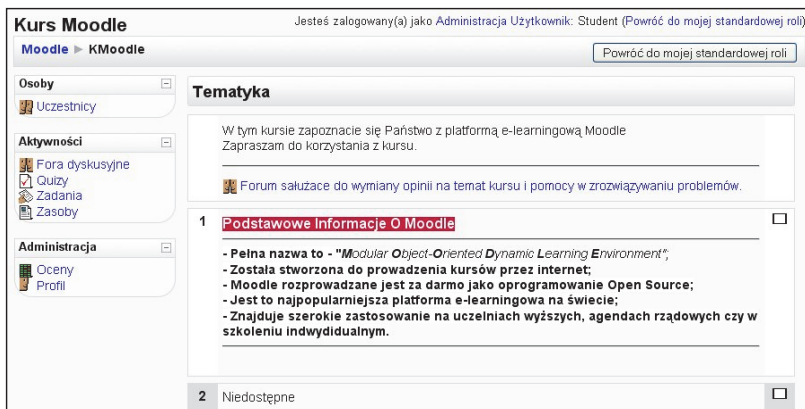 Kurs Moodle
Jesteś zalogowany(a) jako Administracja Użytkownik: Student (Powróć do mojej standardowej roli)
Moodle ► KMoodle
Powróć do mojej standardowej roli
Osoby
Uczestnicy
Aktywności
Fora dyskusyjne
Quizy
Zadania
Zasoby
Administracja
Oceny
Profil
Tematyka
W tym kursie zapoznacie się Państwo z platformą e-learningową Moodle
Zapraszam do korzystania z kursu.
Forum sałużace do wymiany opinii na temat kursu i pomocy w zrozwiązywaniu problemów.
1 Podstawowe Informacje O Moodle
- Pełna nazwa to - "Modular Object-Oriented Dynamic Learning Environment";
- Została stworzona do prowadzenia kursów przez internet;
- Moodle rozprowadzane jest za darmo jako oprogramowanie Open Source;
- Jest to najpopularniejsza platforma e-learningowa na świecie;
- Znajduje szerokie zastosowanie na uczelniach wyższych, agendach rządowych czy w
szkoleniu indwydidualnym.
2 Niedostępne